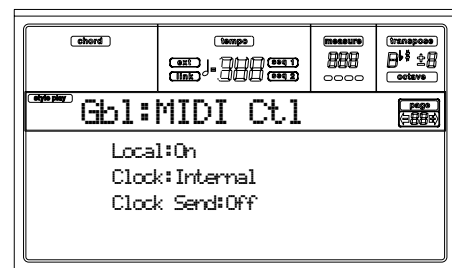 chord tempo measure transpose
ext seq 1
link seq 2
octave
style play Gbl:MIDI Ctl page
Local:On
Clock:Internal
Clock Send:Off